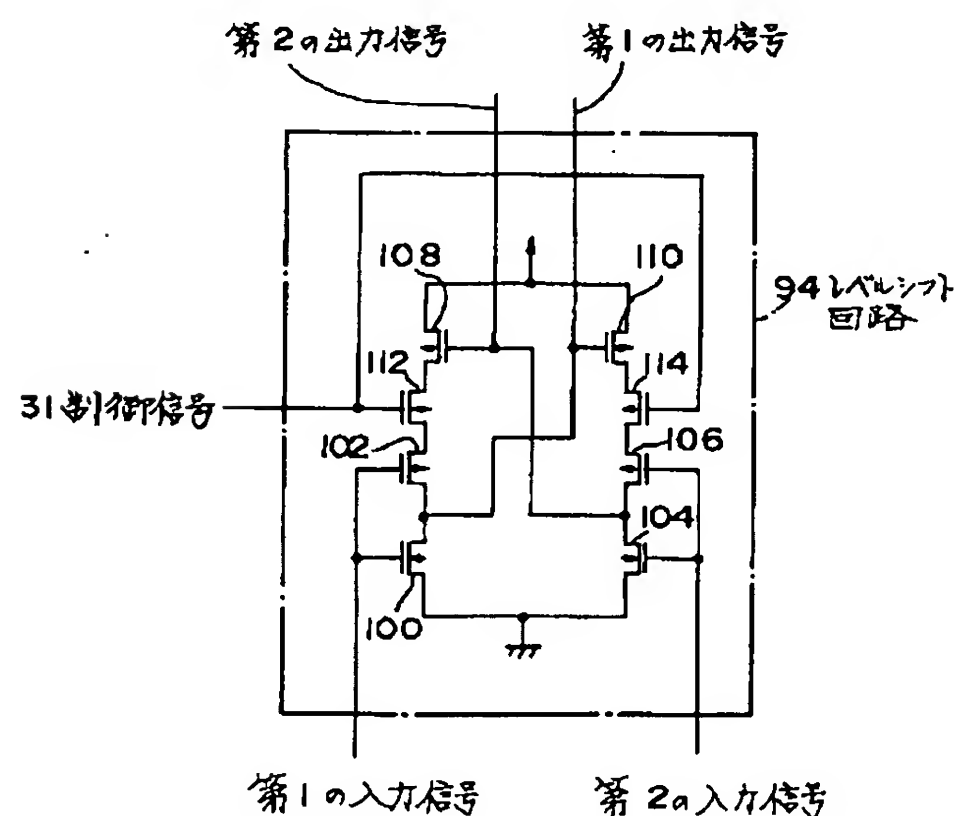 第2の出力信号
第1の出力信号
108
110
94レベルシフト
回路
112
114
31制御信号
102
106
104
100
第1の入力信号
第2の入力信号